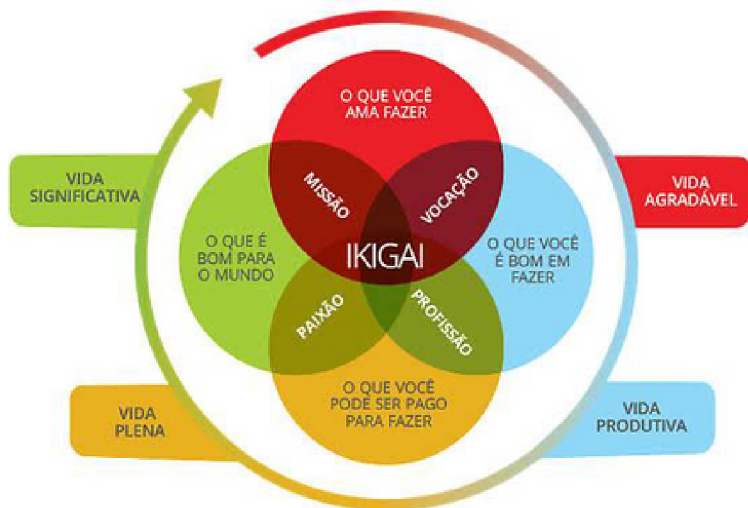 O QUE VOCÊ
AMA FAZER
VIDA
SIGNIFICATIVA
MISSÃO
VOCAÇÃO
VIDA
AGRADÁVEL
O QUE É
BOM PARA
O MUNDO
IKIGAI
O QUE VOCÊ
É BOM EM
FAZER
PAIXÃO
PROFISSÃO
VIDA
PLENA
O QUE VOCÊ
PODE SER PAGO
PARA FAZER
VIDA
PRODUTIVA